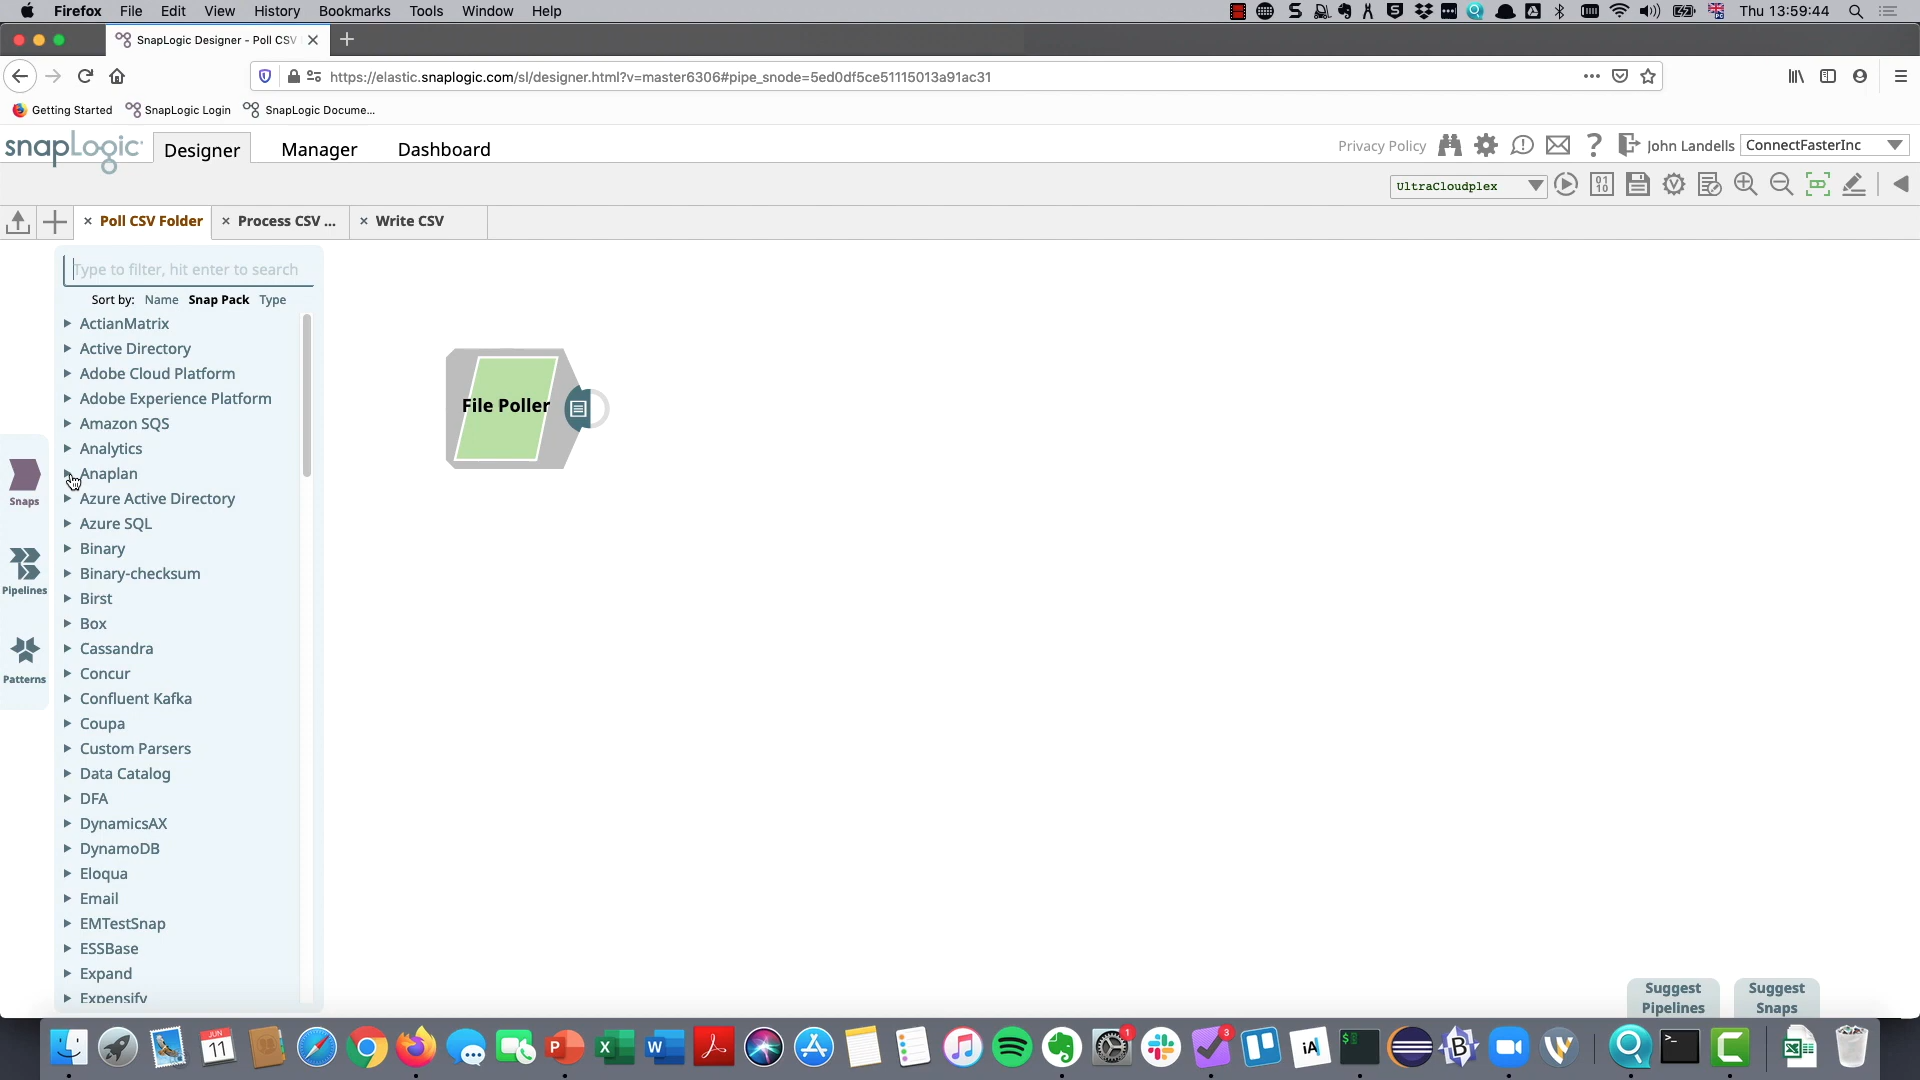 Firefox File Edit View History Bookmarks Tools Window Help Thu 13:59:44
SnapLogic Designer - Poll CSV
https://elastic.snaplogic.com/sl/designer.html?v=master6306#pipe_snode=5ed0df5ce51115013a91ac31
Getting Started SnapLogic Login SnapLogic Docume...
snapLogic Designer Manager Dashboard Privacy Policy John Landells ConnectFasterInc
UltraCloudplex
Poll CSV Folder Process CSV ... Write CSV
Type to filter, hit enter to search
Sort by: Name Snap Pack Type
ActianMatrix
Active Directory
Adobe Cloud Platform
Adobe Experience Platform
Amazon SQS
Analytics
Anaplan
Azure Active Directory
Azure SQL
Binary
Binary-checksum
Birst
Box
Cassandra
Concur
Confluent Kafka
Coupa
Custom Parsers
Data Catalog
DFA
DynamicsAX
DynamoDB
Eloqua
Email
EMTestSnap
ESSBase
Expand
Expensify
Snaps
Pipelines
Patterns
File Poller
Suggest
Pipelines
Suggest
Snaps
JUN
11
1
3